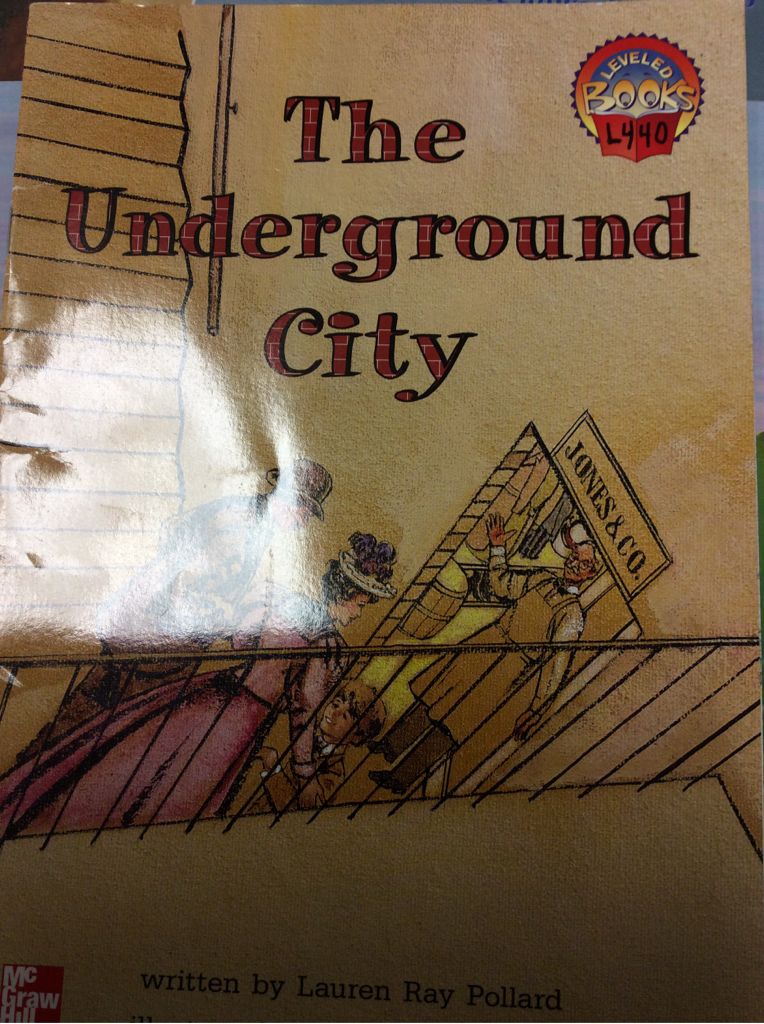 LEVELED
BOOKS
L440
The
Underground
City
JONES & CO.
Mc
Graw
Hill
written by Lauren Ray Pollard